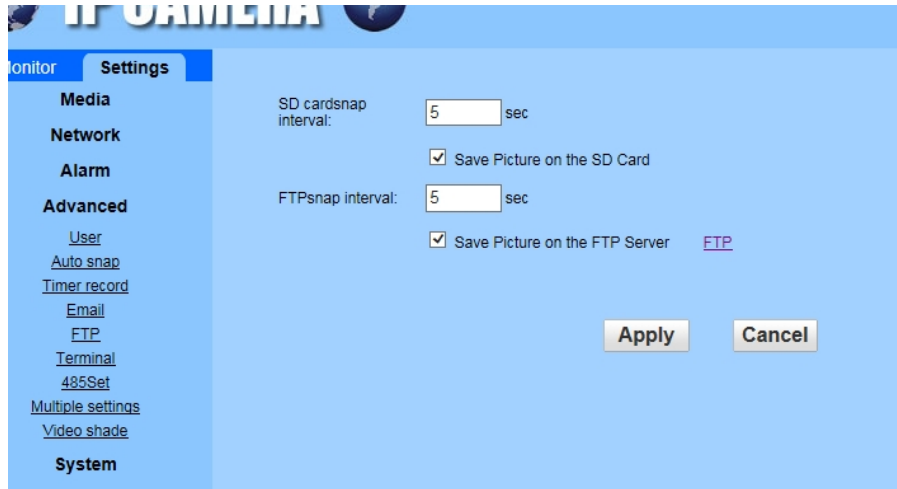 IP CAMERA
Monitor Settings
Media
Network
Alarm
Advanced
User
Auto snap
Timer record
Email
FTP
Terminal
485Set
Multiple settings
Video shade
System
SD cardsnap
interval:
5 sec
Save Picture on the SD Card
FTPsnap interval:
5 sec
Save Picture on the FTP Server FTP
Apply Cancel